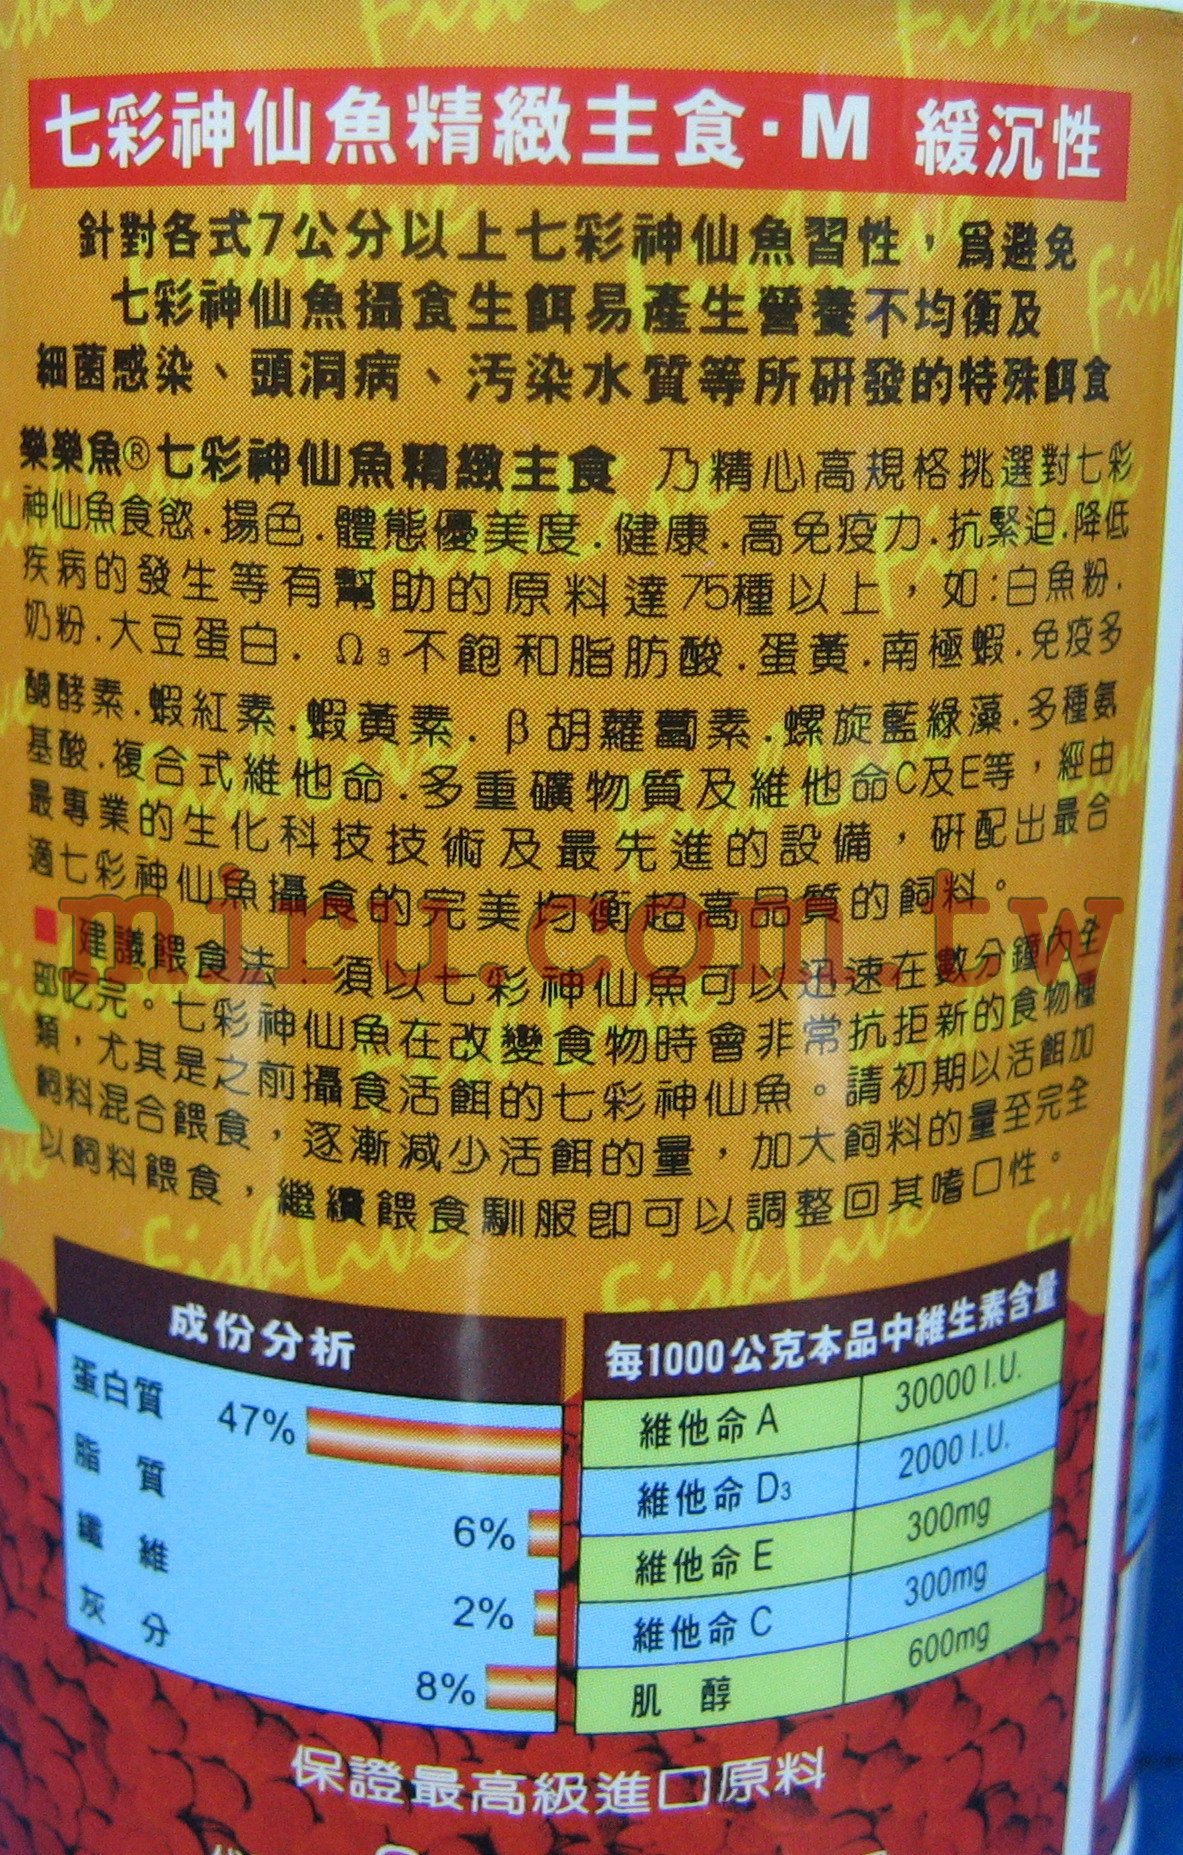 七彩神仙魚精緻主食·M 緩沉性
針對各式7公分以上七彩神仙魚習性，為避免
七彩神仙魚攝食生餌易產生營養不均衡及
細菌感染、頭洞病、污染水質等所研發的特殊餌食
樂樂魚®七彩神仙魚精緻主食 乃精心高規格挑選對七彩
神仙魚食慾.揚色.體態優美度.健康.高免疫力.抗緊迫.降低
疾病的發生等有幫助的原料達75種以上，如:白魚粉.
奶粉.大豆蛋白.Ω3不飽和脂肪酸.蛋黃.南極蝦.免疫多
醣酵素.蝦紅素.蝦黃素.β胡蘿蔔素.螺旋藍綠藻.多種氨
基酸.複合式維他命.多重礦物質及維他命C及E等，經由
最專業的生化科技技術及最先進的設備，研配出最合
適七彩神仙魚攝食的完美均衡超高品質的飼料。
miru.com.tw
■建議餵食法：須以七彩神仙魚可以迅速在數分鐘內全
部吃完。七彩神仙魚在改變食物時會非常抗拒新的食物種
類，尤其是之前攝食活餌的七彩神仙魚。請初期以活餌加
飼料混合餵食，逐漸減少活餌的量，加大飼料的量至完全
以飼料餵食，繼續餵食馴服即可以調整回其嗜口性。
成份分析
蛋白質 47%
脂質 6%
纖維 2%
灰分 8%
每1000公克本品中維生素含量
維他命A 30000 I.U.
維他命D3 2000 I.U.
維他命E 300mg
維他命C 300mg
肌醇 600mg
保證最高級進口原料